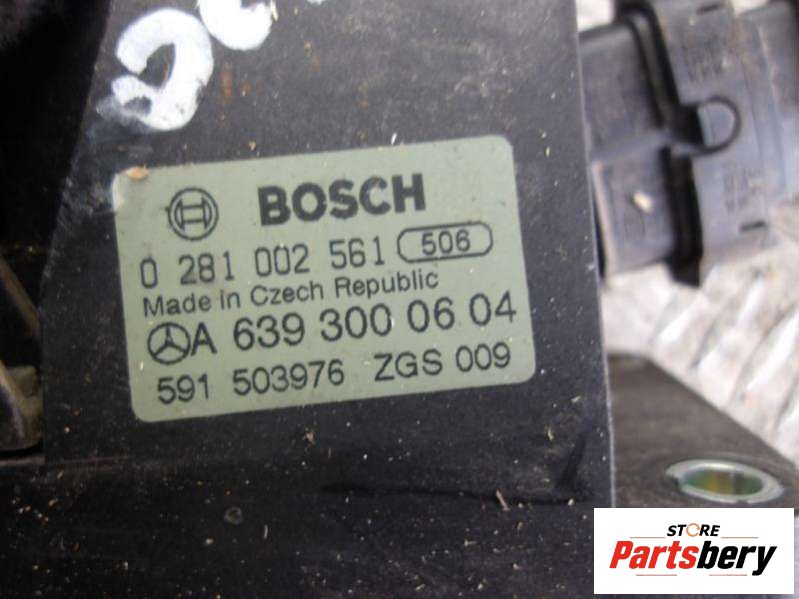 BOSCH
0 281 002 561 506
Made in Czech Republic
A 639 300 06 04
591 503976 ZGS 009
STORE
Partsbery